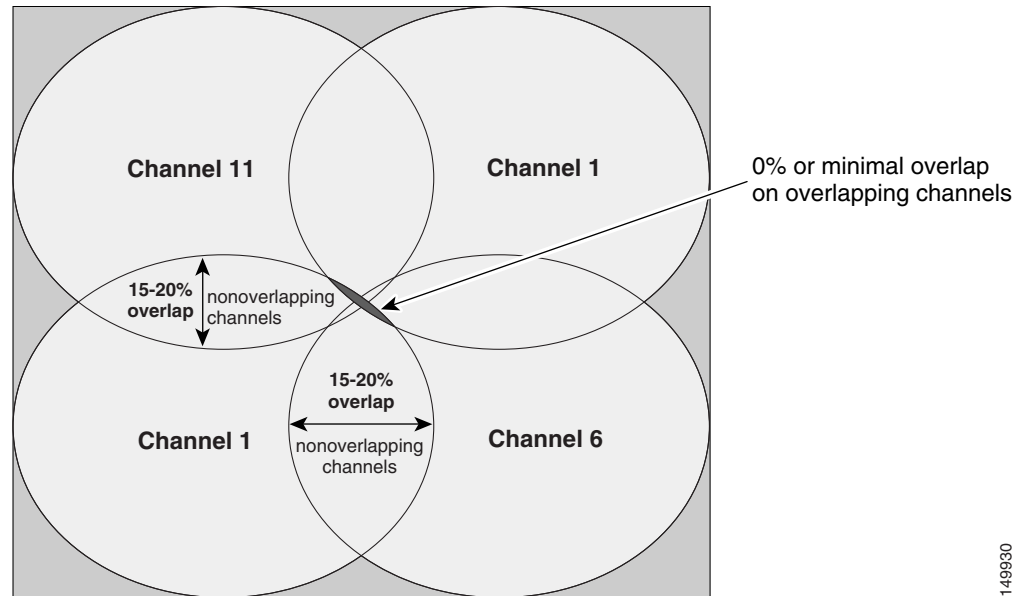 Channel 11
Channel 1
0% or minimal overlap
on overlapping channels
15-20%
overlap
nonoverlapping
channels
15-20%
overlap
nonoverlapping
channels
Channel 1
Channel 6
149930